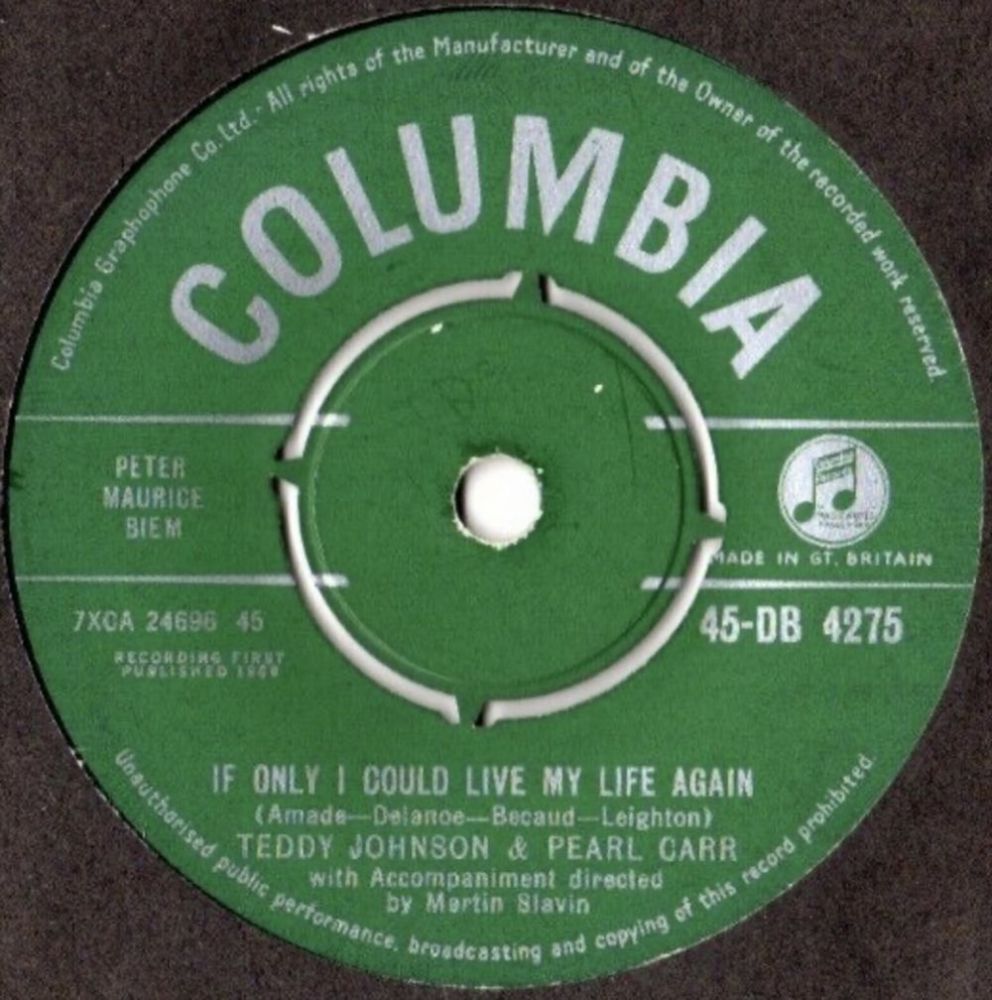 Columbia Graphophone Co. Ltd. · All rights of the Manufacturer and of the Owner of the recorded work reserved.
COLUMBIA
PETER
MAURICE
BIEM
MADE IN GT. BRITAIN
7XCA 24696 45
45-DB 4275
RECORDING FIRST
PUBLISHED
IF ONLY I COULD LIVE MY LIFE AGAIN
(Amade—Delanoe—Becaud—Leighton)
TEDDY JOHNSON & PEARL CARR
with Accompaniment directed
by Martin Slavin
Unauthorised public performance, broadcasting and copying of this record prohibited.